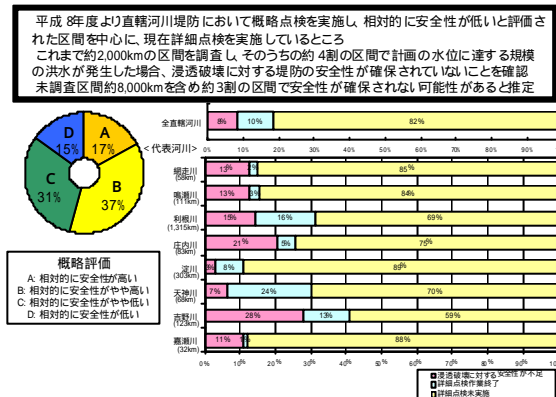 平成 8年度より直轄河川堤防において概略点検を実施し、相対的に安全性が低いと評価さ
れた区間を中心に、現在詳細点検を実施しているところ
これまで約2,000kmの区間を調査し、そのうちの約 4割の区間で計画の水位に達する規模
の洪水が発生した場合、浸透破壊に対する堤防の安全性が確保されていないことを確認
未調査区間約8,000kmを含め約3割の区間で安全性が確保されない可能性があると推定
全直轄河川 8% 10% 82%
<代表河川>
D 15%
A 17%
C 31%
B 37%
網走川 (58km) 13% 2% 85%
鳴瀬川 (111km) 13% 3% 84%
利根川 (1,315km) 15% 16% 69%
庄内川 (83km) 21% 5% 75%
淀川 (303km) 3% 8% 89%
天神川 (68km) 7% 24% 70%
吉野川 (123km) 28% 13% 59%
嘉瀬川 (32km) 11% 1% 88%
0% 10% 20% 30% 40% 50% 60% 70% 80% 90% 100%
概略評価
A: 相対的に安全性が高い
B: 相対的に安全性がやや高い
C: 相対的に安全性がやや低い
D: 相対的に安全性が低い
浸透破壊に対する安全性が不足
詳細点検作業終了
詳細点検未実施